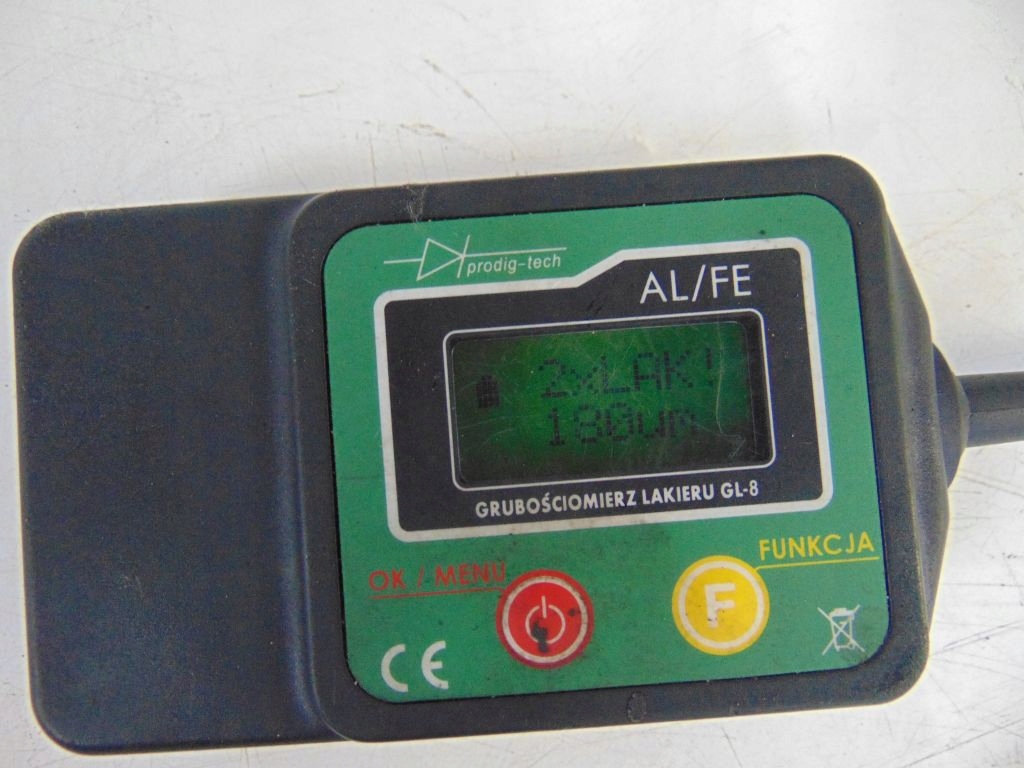 prodig-tech
AL/FE
2xLAK!
180um
GRUBOŚCIOMIERZ LAKIERU GL-8
FUNKCJA
OK / MENU
F
CE